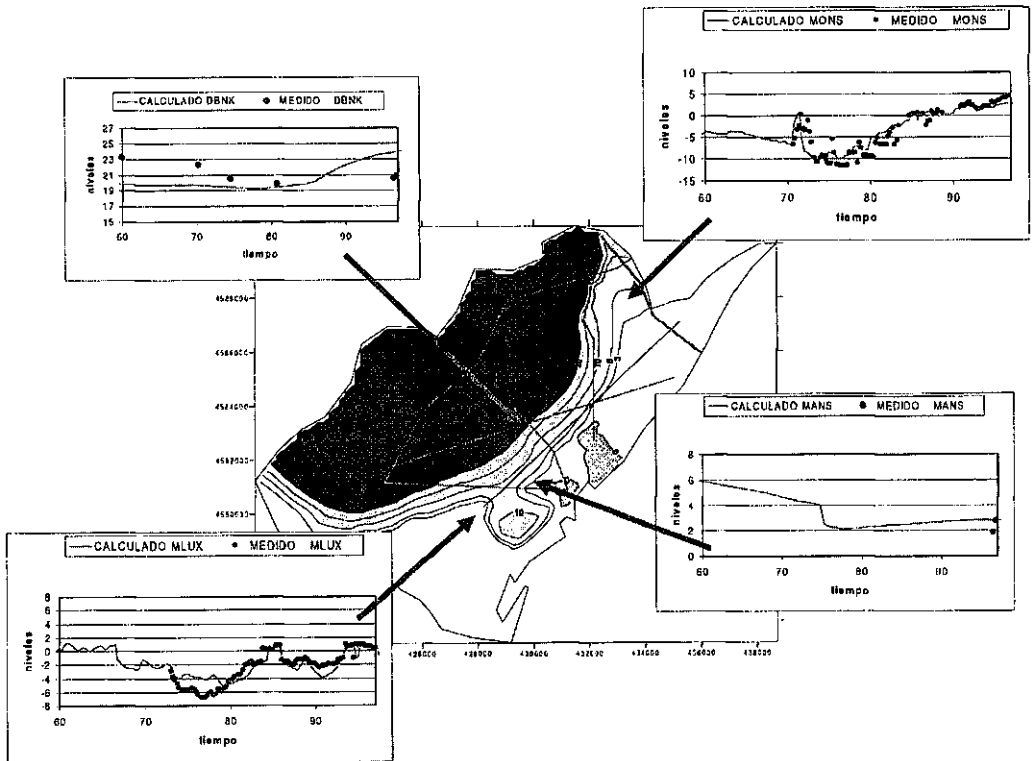 CALCULADO MONS MEDIDO MONS
niveles
10
5
0
-5
-10
-15
60 70 80 90
tiempo
CALCULADO DBNK MEDIDO DBNK
niveles
27
25
23
21
19
17
15
60 70 80 90
tiempo
CALCULADO MANS MEDIDO MANS
niveles
8
6
4
2
0
60 70 80
tiempo
10
CALCULADO MLUX MEDIDO MLUX
niveles
8
6
4
2
0
-2
-4
-6
-8
60 70 80 90
tiempo